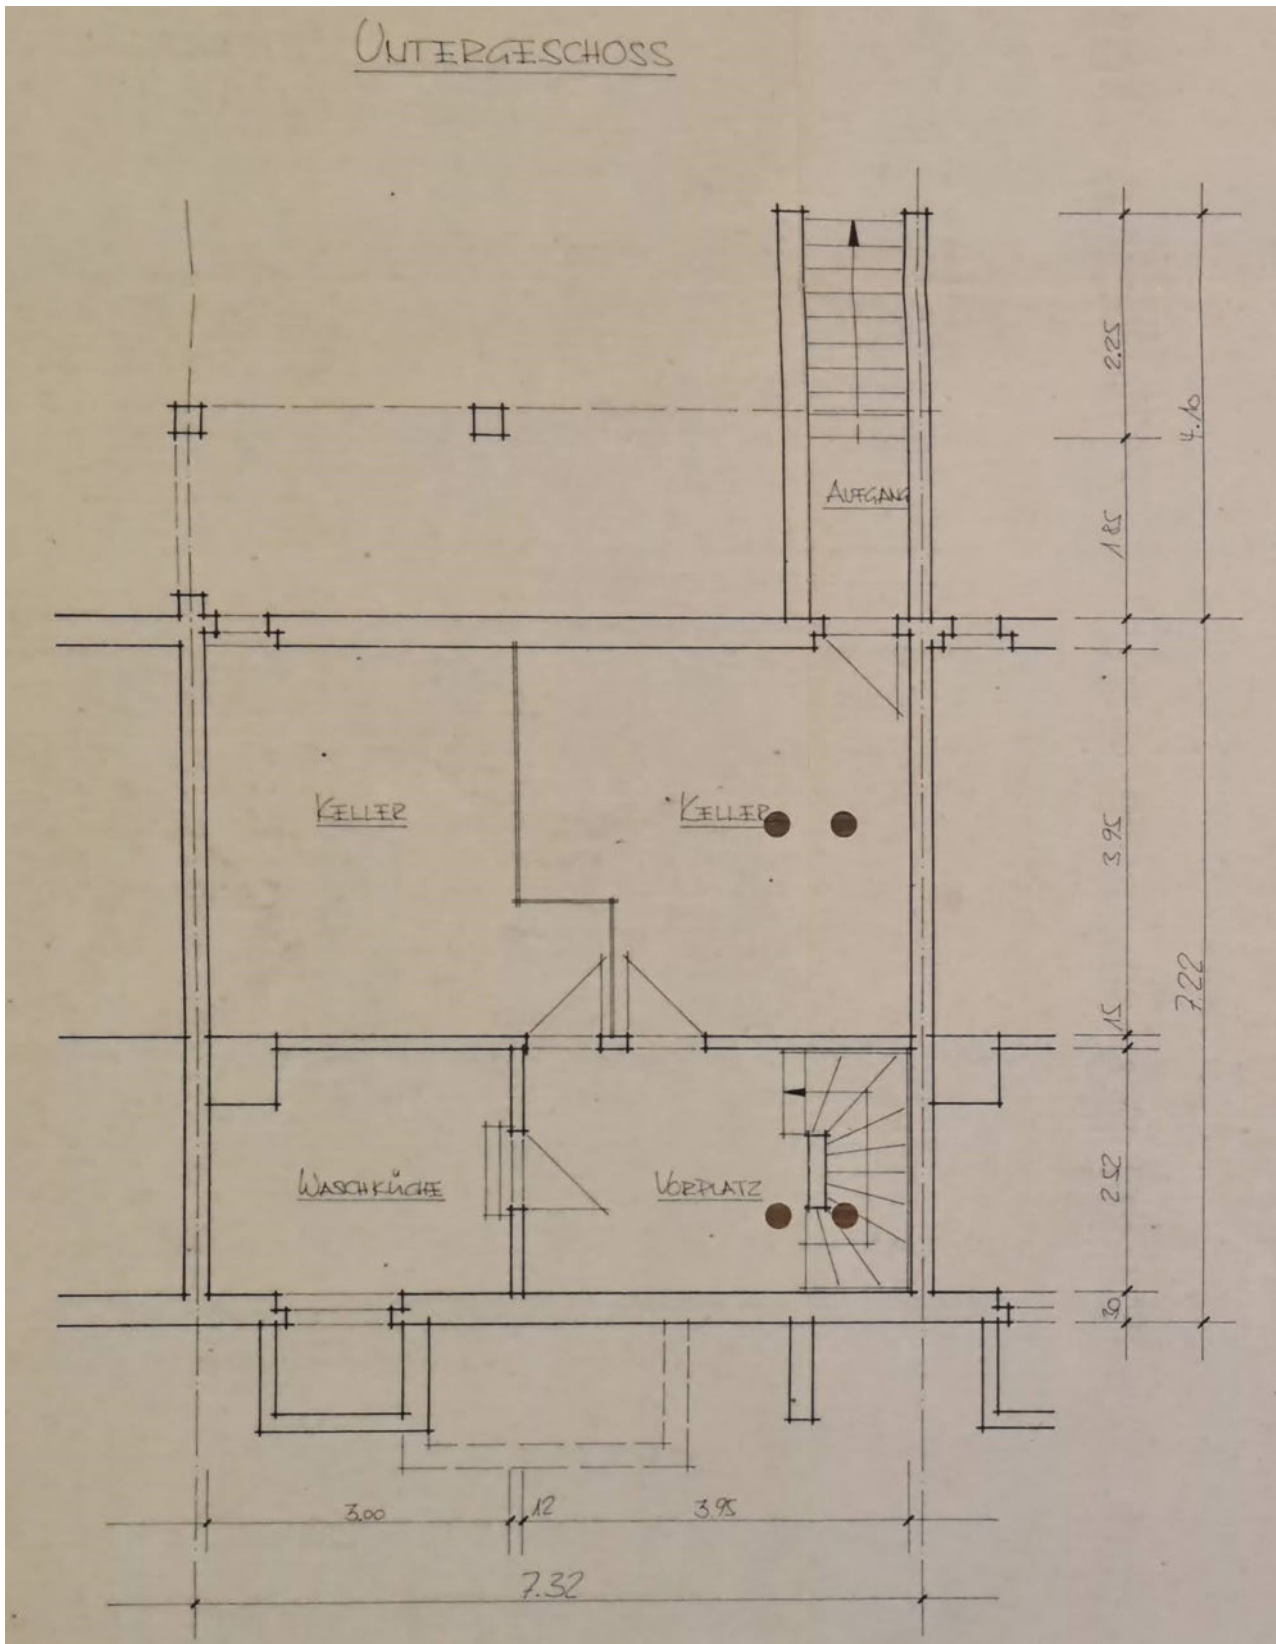 UNTERGESCHOSS
2.25
4.10
AUFGANG
1.85
KELLER
KELLER
3.95
7.22
15
WASCHKÜCHE
VORPLATZ
2.52
30
3.00
12
3.95
7.32